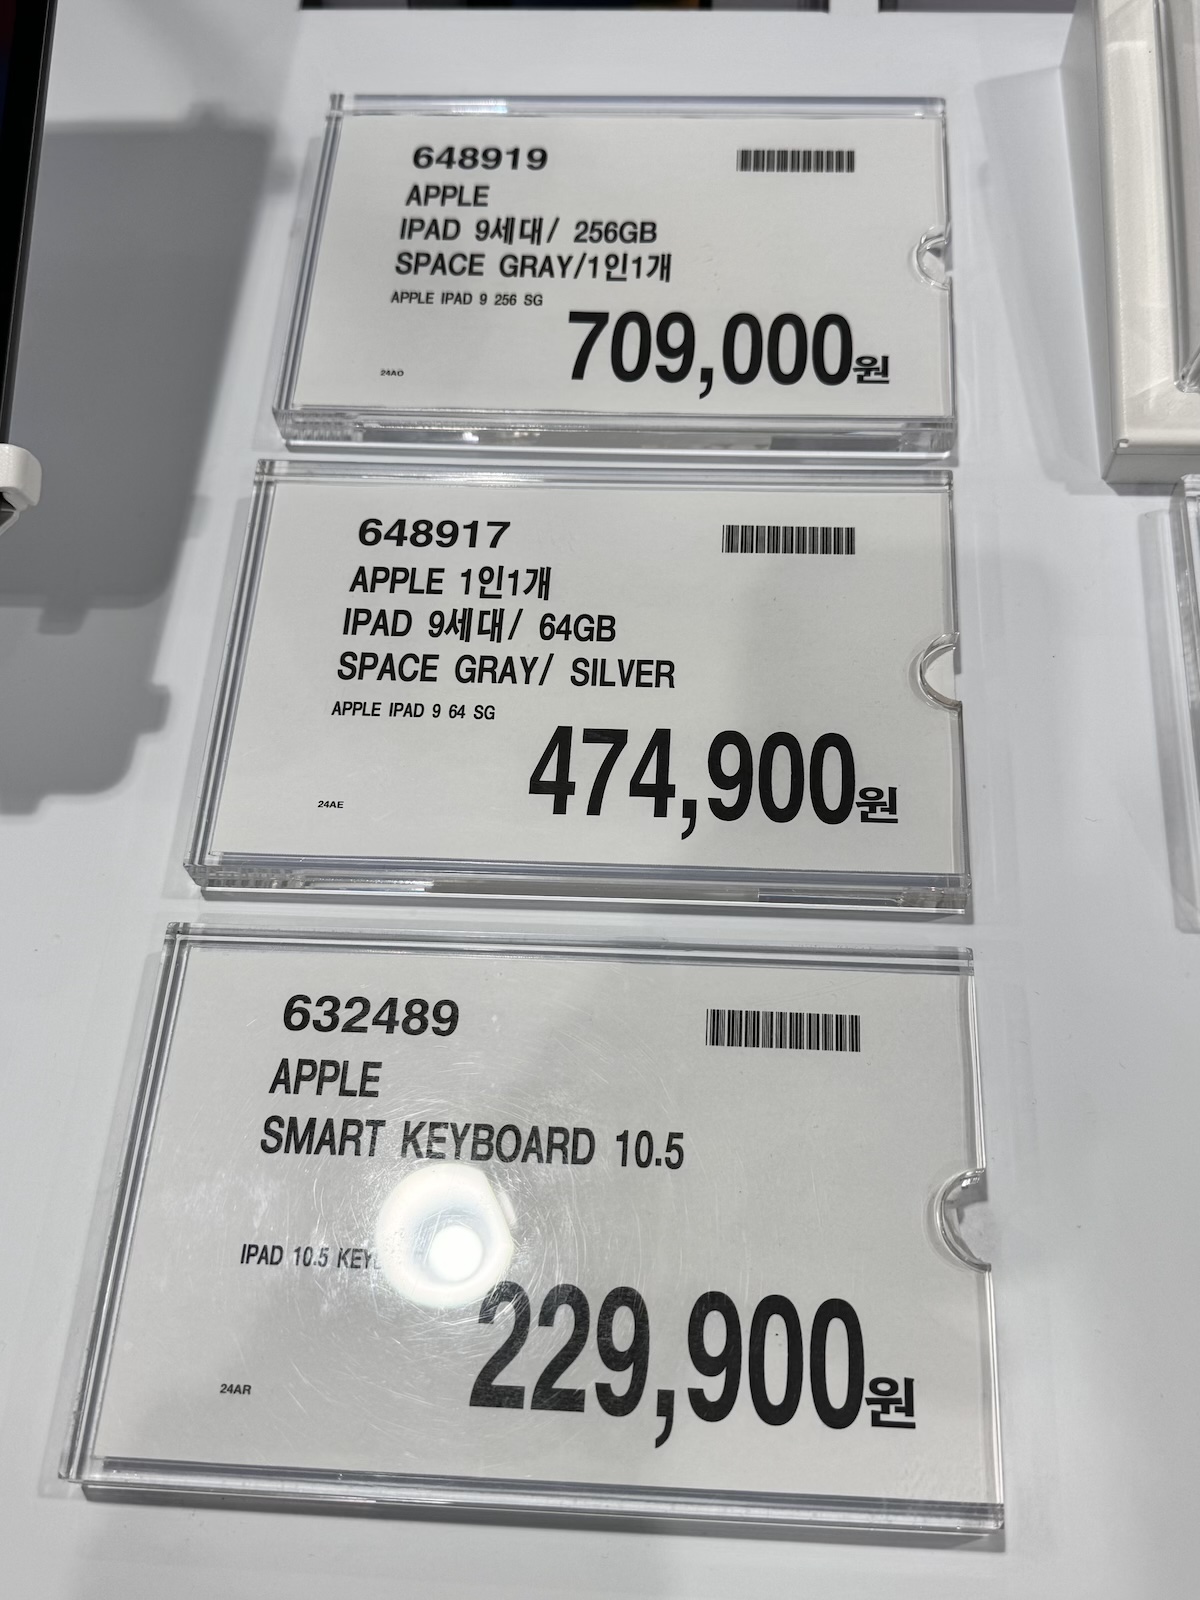 648919
APPLE
IPAD 9세대/ 256GB
SPACE GRAY/1인1개
APPLE IPAD 9 256 SG
709,000원
24AO
648917
APPLE 1인1개
IPAD 9세대/ 64GB
SPACE GRAY/ SILVER
APPLE IPAD 9 64 SG
474,900원
24AE
632489
APPLE
SMART KEYBOARD 10.5
IPAD 10.5
229,900원
24AR